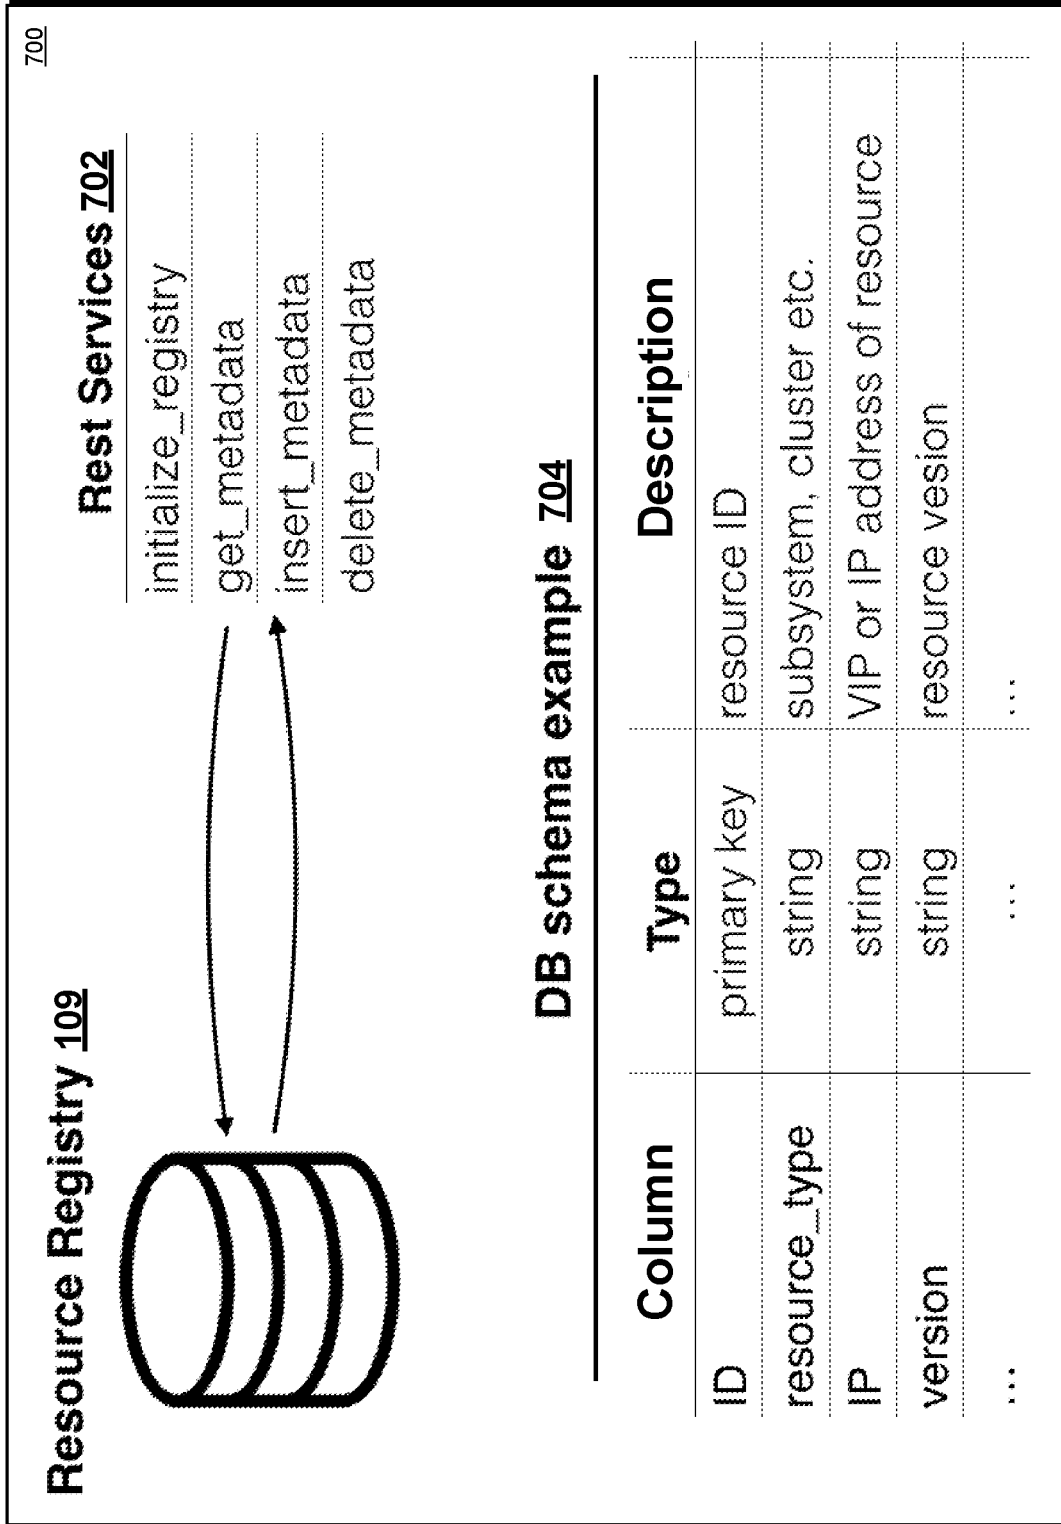 700
Resource Registry 109
Rest Services 702
initialize_registry
get_metadata
insert_metadata
delete_metadata
DB schema example 704
Column Type Description
ID primary key resource ID
resource_type string subsystem, cluster etc.
IP string VIP or IP address of resource
version string resource vesion
... ... ...